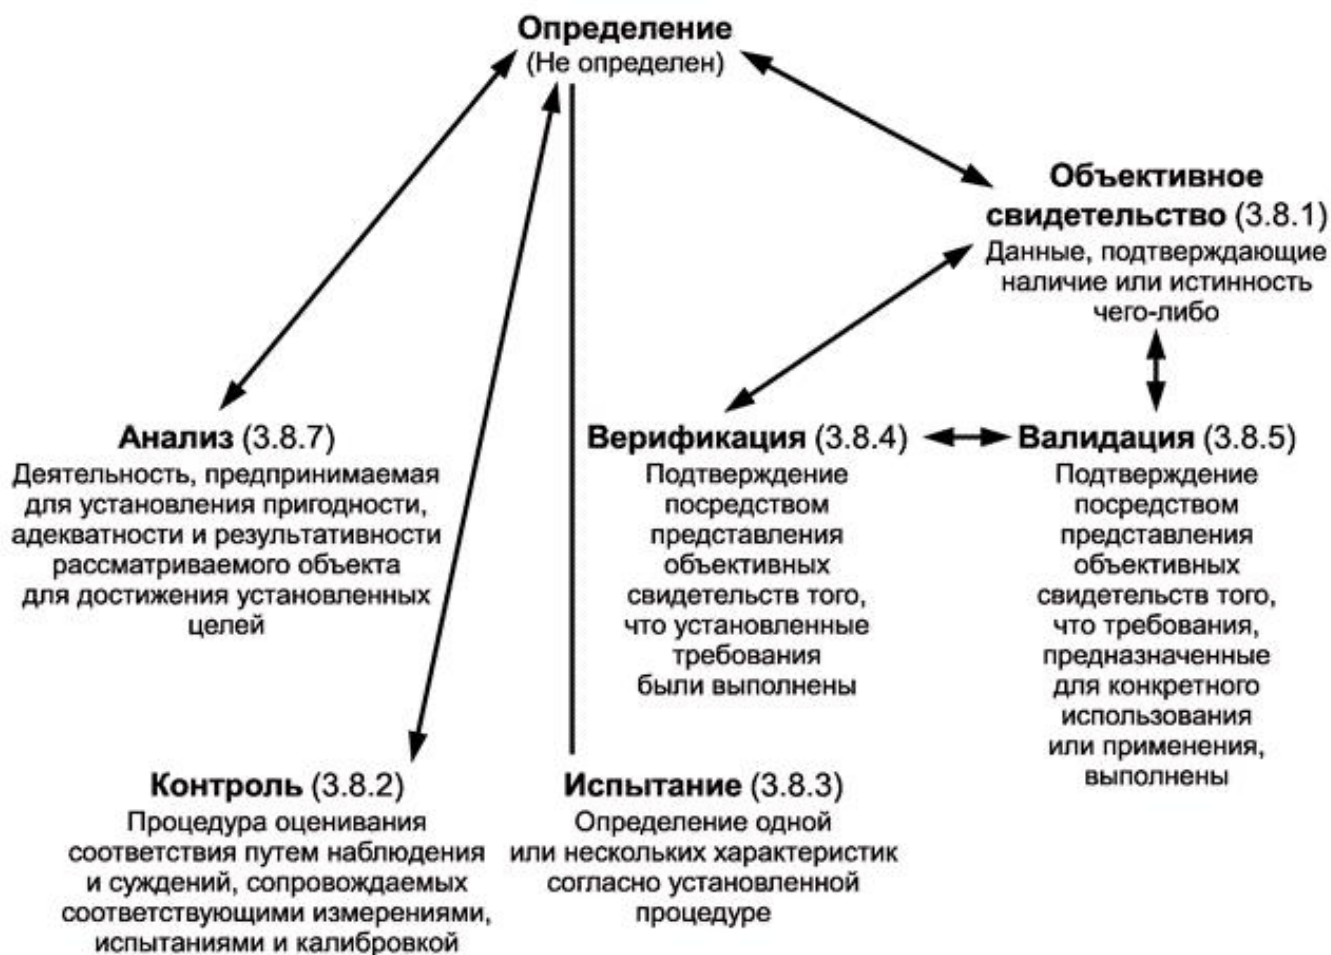 Определение
(Не определен)
Объективное
свидетельство (3.8.1)
Данные, подтверждающие
наличие или истинность
чего-либо
Анализ (3.8.7)
Деятельность, предпринимаемая
для установления пригодности,
адекватности и результативности
рассматриваемого объекта
для достижения установленных
целей
Верификация (3.8.4)
Подтверждение
посредством
представления
объективных
свидетельств того,
что установленные
требования
были выполнены
Валидация (3.8.5)
Подтверждение
посредством
представления
объективных
свидетельств того,
что требования,
предназначенные
для конкретного
использования
или применения,
выполнены
Контроль (3.8.2)
Процедура оценивания
соответствия путем наблюдения
и суждений, сопровождаемых
соответствующими измерениями,
испытаниями и калибровкой
Испытание (3.8.3)
Определение одной
или нескольких характеристик
согласно установленной
процедуре